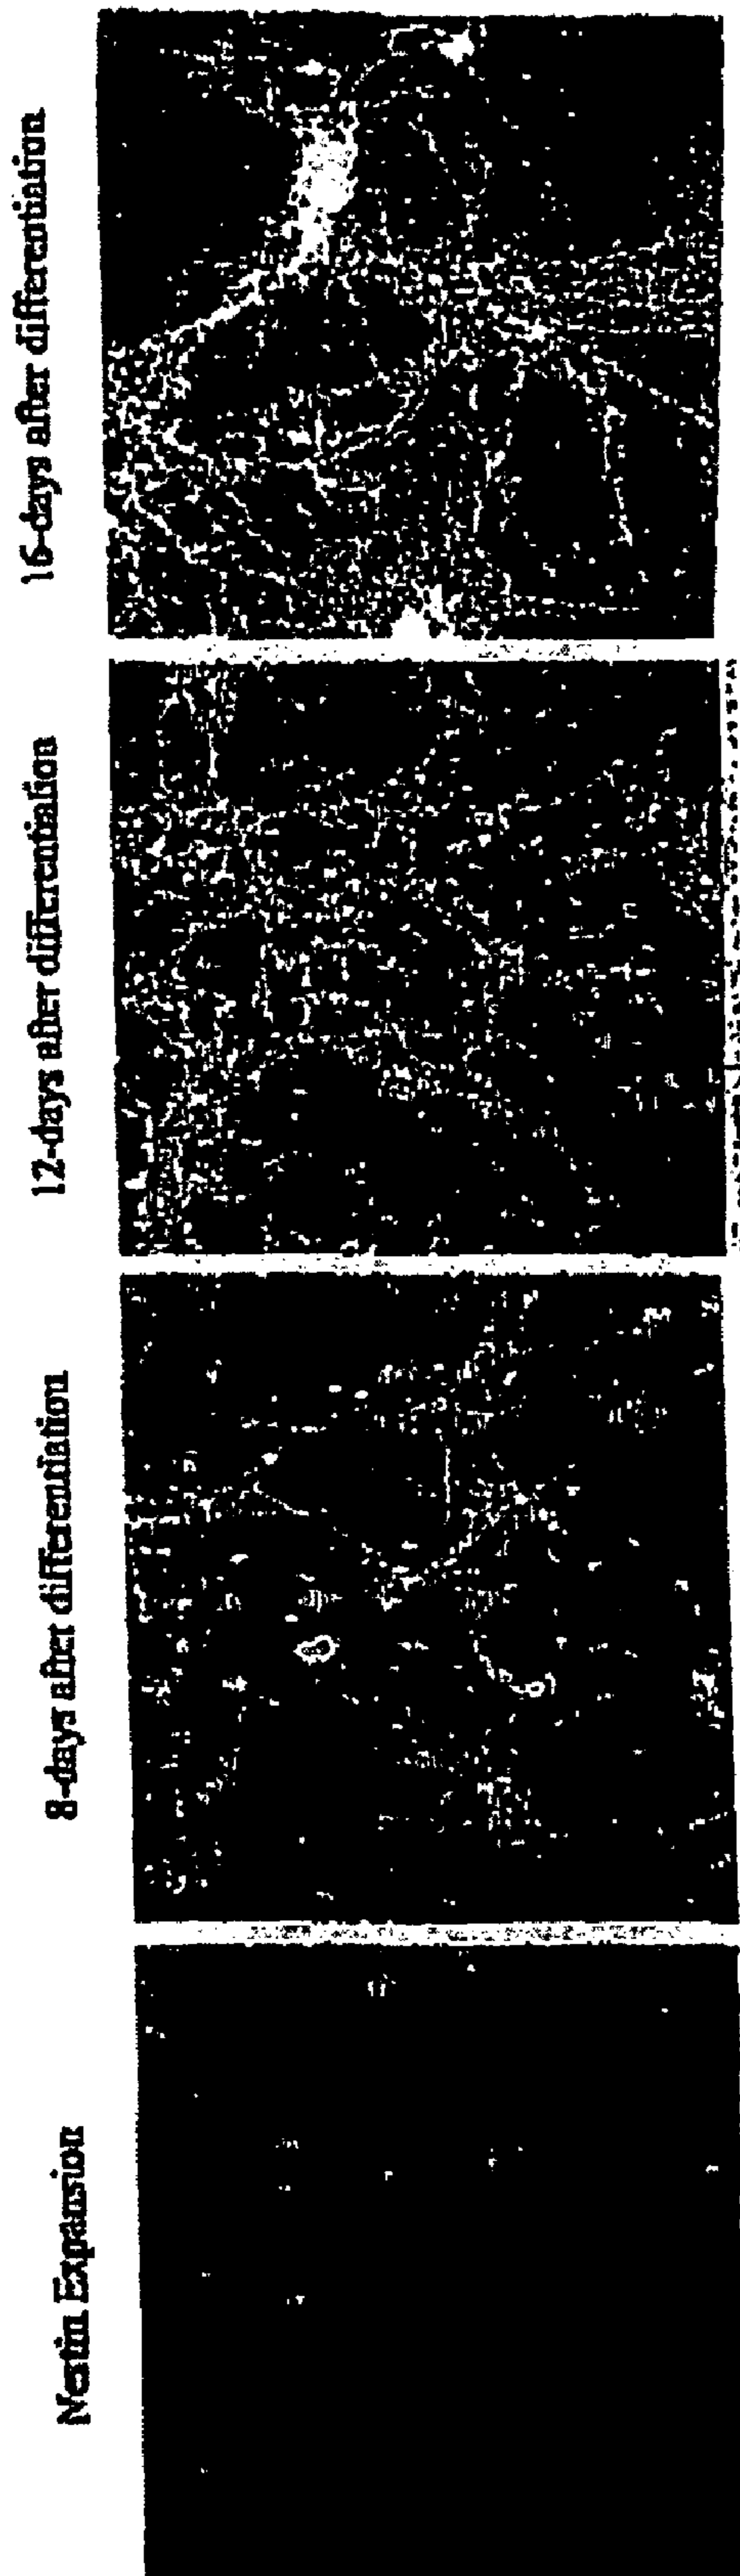 Nestin Expansion
8-days after differentiation
12-days after differentiation
16-days after differentiation